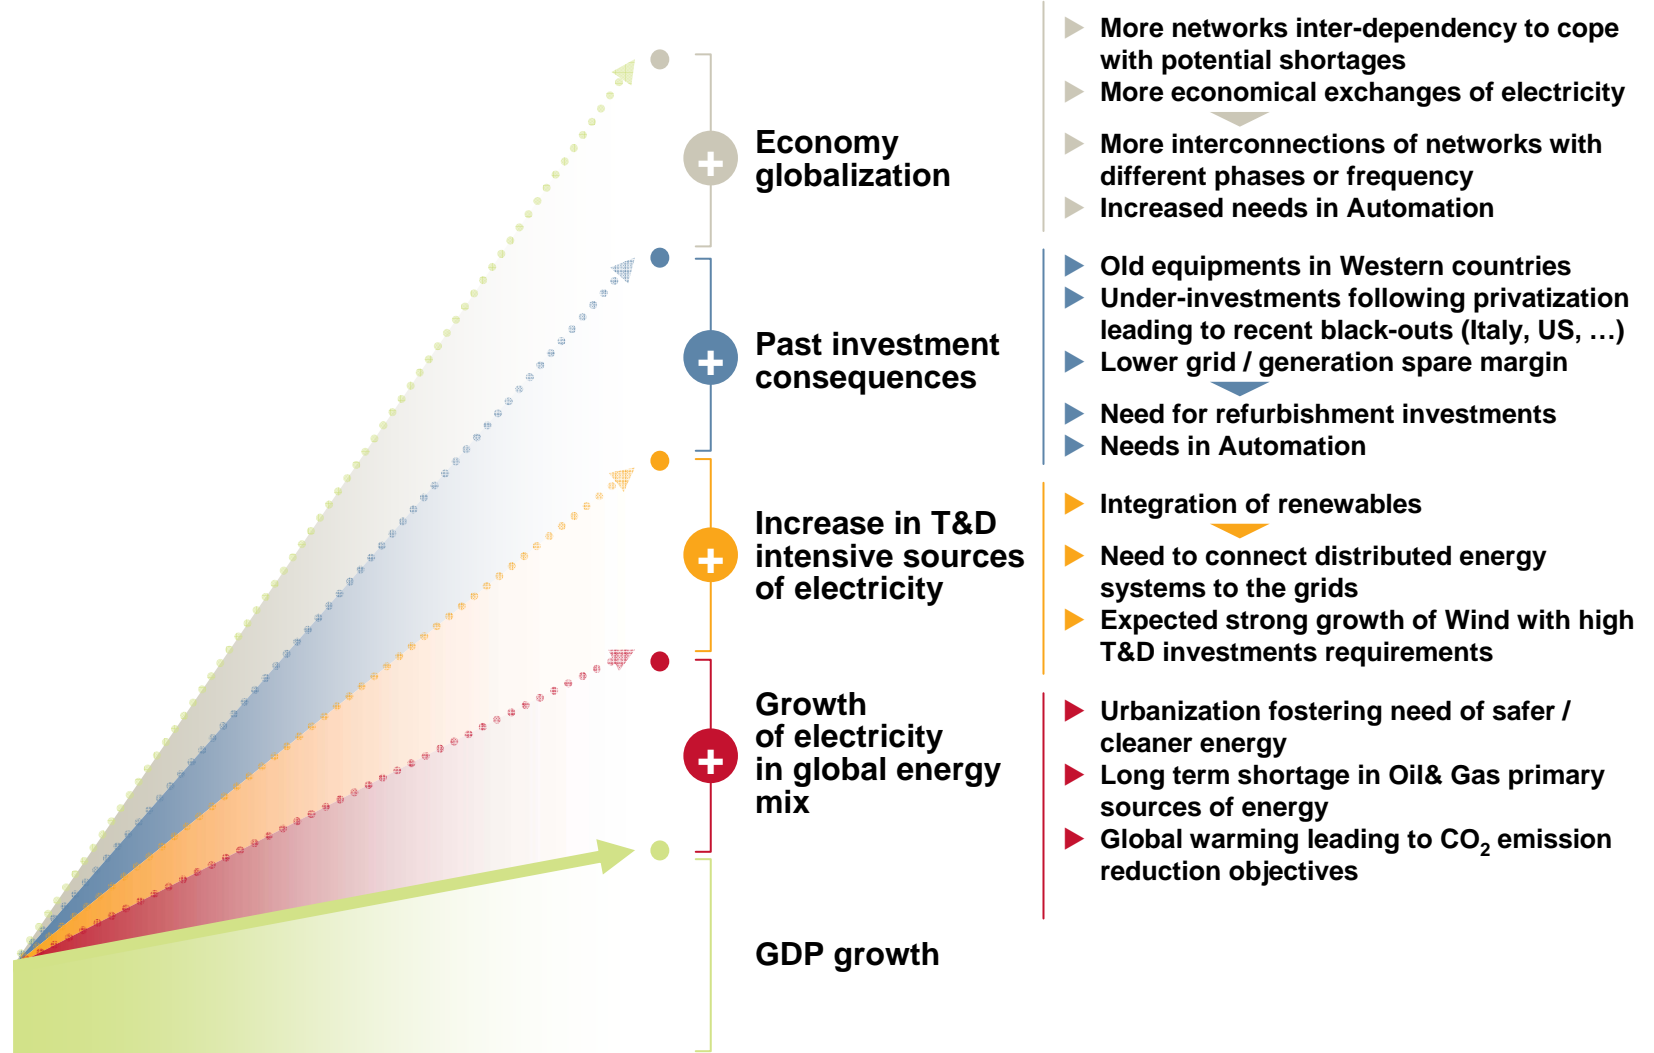 More networks inter-dependency to cope
with potential shortages
More economical exchanges of electricity
More interconnections of networks with
different phases or frequency
Increased needs in Automation
+
Economy
globalization
Old equipments in Western countries
Under-investments following privatization
leading to recent black-outs (Italy, US, …)
Lower grid / generation spare margin
Need for refurbishment investments
Needs in Automation
+
Past investment
consequences
Integration of renewables
Need to connect distributed energy
systems to the grids
Expected strong growth of Wind with high
T&D investments requirements
+
Increase in T&D
intensive sources
of electricity
Urbanization fostering need of safer /
cleaner energy
Long term shortage in Oil& Gas primary
sources of energy
Global warming leading to CO₂ emission
reduction objectives
+
Growth
of electricity
in global energy
mix
GDP growth